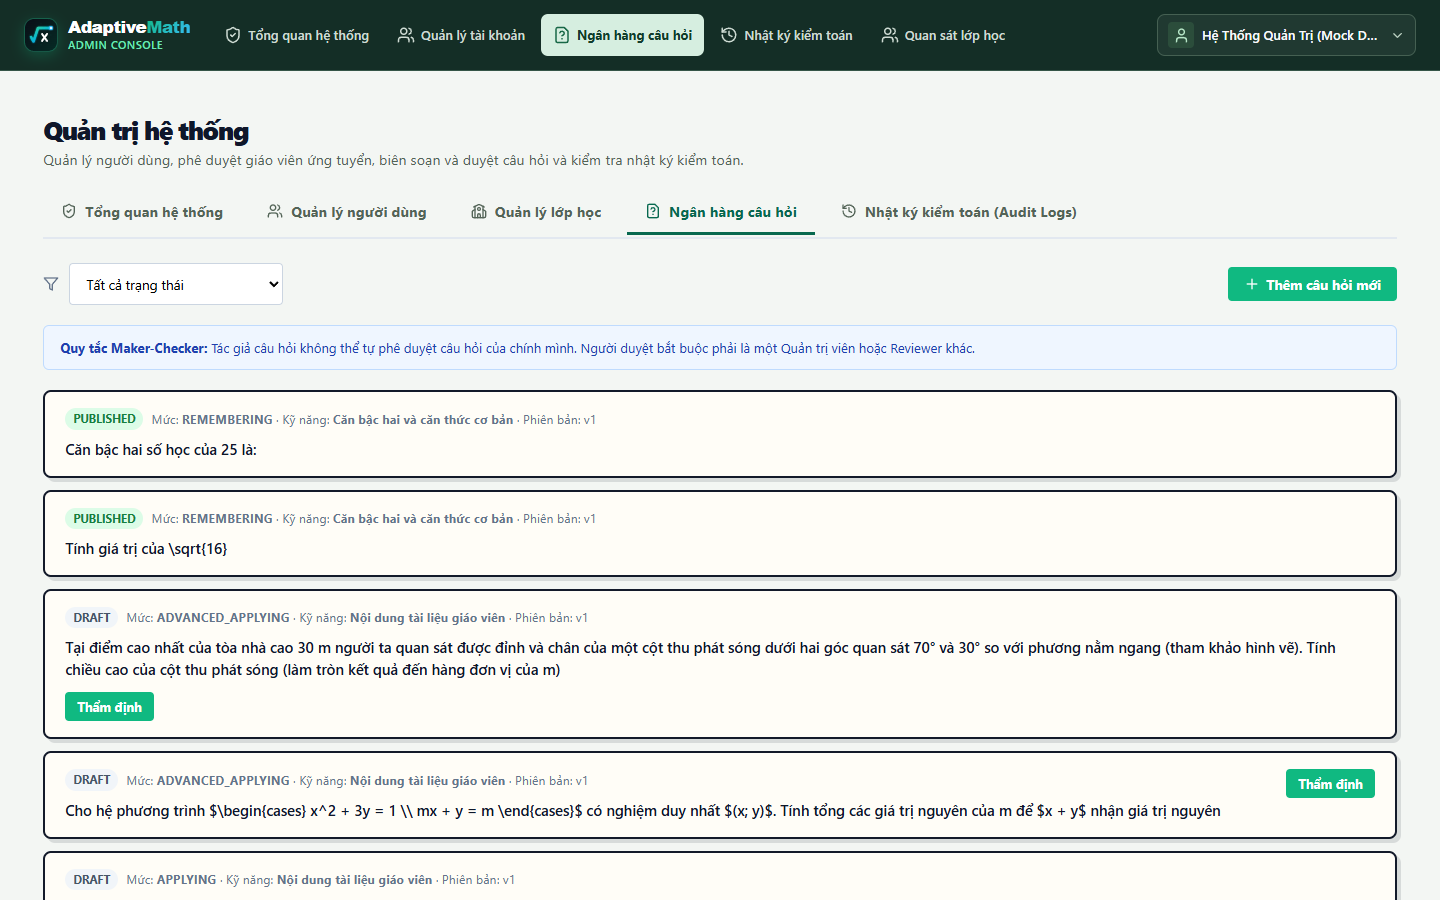 AdaptiveMath
ADMIN CONSOLE
Tổng quan hệ thống
Quản lý tài khoản
Ngân hàng câu hỏi
Nhật ký kiểm toán
Quan sát lớp học
Hệ Thống Quản Trị (Mock D...
Quản trị hệ thống
Quản lý người dùng, phê duyệt giáo viên ứng tuyển, biên soạn và duyệt câu hỏi và kiểm tra nhật ký kiểm toán.
Tổng quan hệ thống
Quản lý người dùng
Quản lý lớp học
Ngân hàng câu hỏi
Nhật ký kiểm toán (Audit Logs)
Tất cả trạng thái
Thêm câu hỏi mới
Quy tắc Maker-Checker: Tác giả câu hỏi không thể tự phê duyệt câu hỏi của chính mình. Người duyệt bắt buộc phải là một Quản trị viên hoặc Reviewer khác.
PUBLISHED Mức: REMEMBERING · Kỹ năng: Căn bậc hai và căn thức cơ bản · Phiên bản: v1
Căn bậc hai số học của 25 là:
PUBLISHED Mức: REMEMBERING · Kỹ năng: Căn bậc hai và căn thức cơ bản · Phiên bản: v1
Tính giá trị của \sqrt{16}
DRAFT Mức: ADVANCED_APPLYING · Kỹ năng: Nội dung tài liệu giáo viên · Phiên bản: v1
Tại điểm cao nhất của tòa nhà cao 30 m người ta quan sát được đỉnh và chân của một cột thu phát sóng dưới hai góc quan sát 70° và 30° so với phương nằm ngang (tham khảo hình vẽ). Tính
chiều cao của cột thu phát sóng (làm tròn kết quả đến hàng đơn vị của m)
Thẩm định
DRAFT Mức: ADVANCED_APPLYING · Kỹ năng: Nội dung tài liệu giáo viên · Phiên bản: v1
Thẩm định
Cho hệ phương trình $\begin{cases} x^2 + 3y = 1 \\ mx + y = m \end{cases}$ có nghiệm duy nhất $(x; y)$. Tính tổng các giá trị nguyên của m để $x + y$ nhận giá trị nguyên
DRAFT Mức: APPLYING · Kỹ năng: Nội dung tài liệu giáo viên · Phiên bản: v1